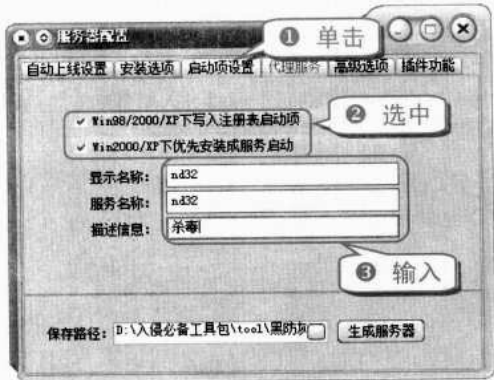 服务器配置
❶ 单击
自动上线设置 安装选项 启动项设置 代理服务 高级选项 插件功能
✓ Win98/2000/XP下写入注册表启动项
❷ 选中
✓ Win2000/XP下优先安装成服务启动
显示名称: nd32
服务名称: nd32
描述信息: 杀毒
❸ 输入
保存路径: D:\入侵必备工具包\tool\黑防
生成服务器